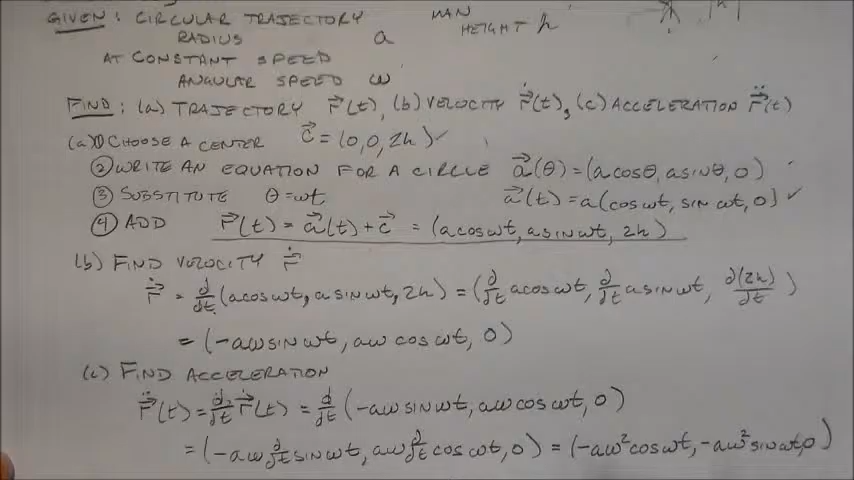 GIVEN: CIRCULAR TRAJECTORY MAN
RADIUS a HEIGHT h h
AT CONSTANT SPEED
ANGULAR SPEED ω
FIND: (a) TRAJECTORY r⃗(t), (b) VELOCITY ṙ⃗(t), (c) ACCELERATION r̈⃗(t)
(a) ① CHOOSE A CENTER c⃗ = (0,0,2h) ✓
② WRITE AN EQUATION FOR A CIRCLE a⃗(θ) = (a cosθ, a sinθ, 0)
③ SUBSTITUTE θ = ωt a⃗(t) = a(cos ωt, sin ωt, 0) ✓
④ ADD r⃗(t) = a⃗(t) + c⃗ = (a cos ωt, a sin ωt, 2h)
(b) FIND VELOCITY ṙ⃗
ṙ⃗ = d/dt (a cos ωt, a sin ωt, 2h) = (d/dt a cos ωt, d/dt a sin ωt, d(2h)/dt)
= (-aω sin ωt, aω cos ωt, 0)
(c) FIND ACCELERATION
r̈⃗(t) = d/dt ṙ⃗(t) = d/dt (-aω sin ωt, aω cos ωt, 0)
= (-aω d/dt sin ωt, aω d/dt cos ωt, 0) = (-aω² cos ωt, -aω² sin ωt, 0)